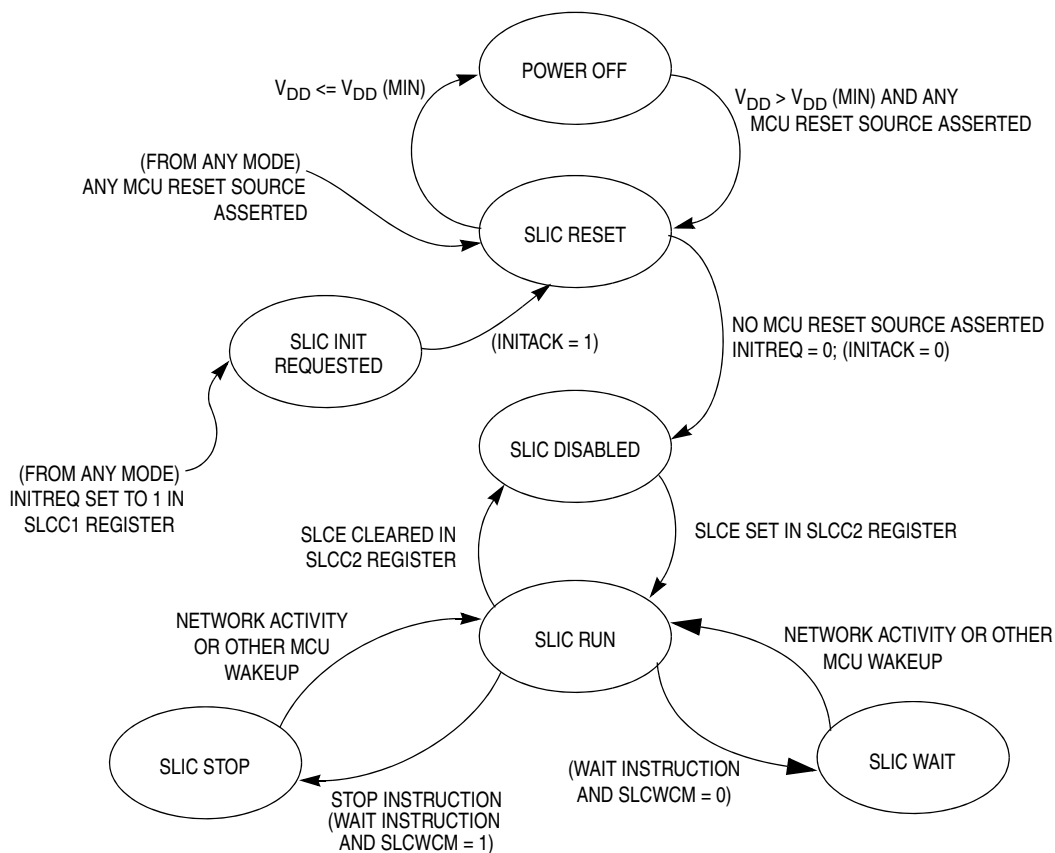 POWER OFF
VDD <= VDD (MIN)
VDD > VDD (MIN) AND ANY
MCU RESET SOURCE ASSERTED
(FROM ANY MODE)
ANY MCU RESET SOURCE
ASSERTED
SLIC RESET
SLIC INIT
REQUESTED
(INITACK = 1)
NO MCU RESET SOURCE ASSERTED
INITREQ = 0; (INITACK = 0)
SLIC DISABLED
(FROM ANY MODE)
INITREQ SET TO 1 IN
SLCC1 REGISTER
SLCE CLEARED IN
SLCC2 REGISTER
SLCE SET IN SLCC2 REGISTER
NETWORK ACTIVITY
OR OTHER MCU
WAKEUP
SLIC RUN
NETWORK ACTIVITY OR OTHER
MCU WAKEUP
SLIC STOP
SLIC WAIT
STOP INSTRUCTION
(WAIT INSTRUCTION
AND SLCWCM = 1)
(WAIT INSTRUCTION
AND SLCWCM = 0)